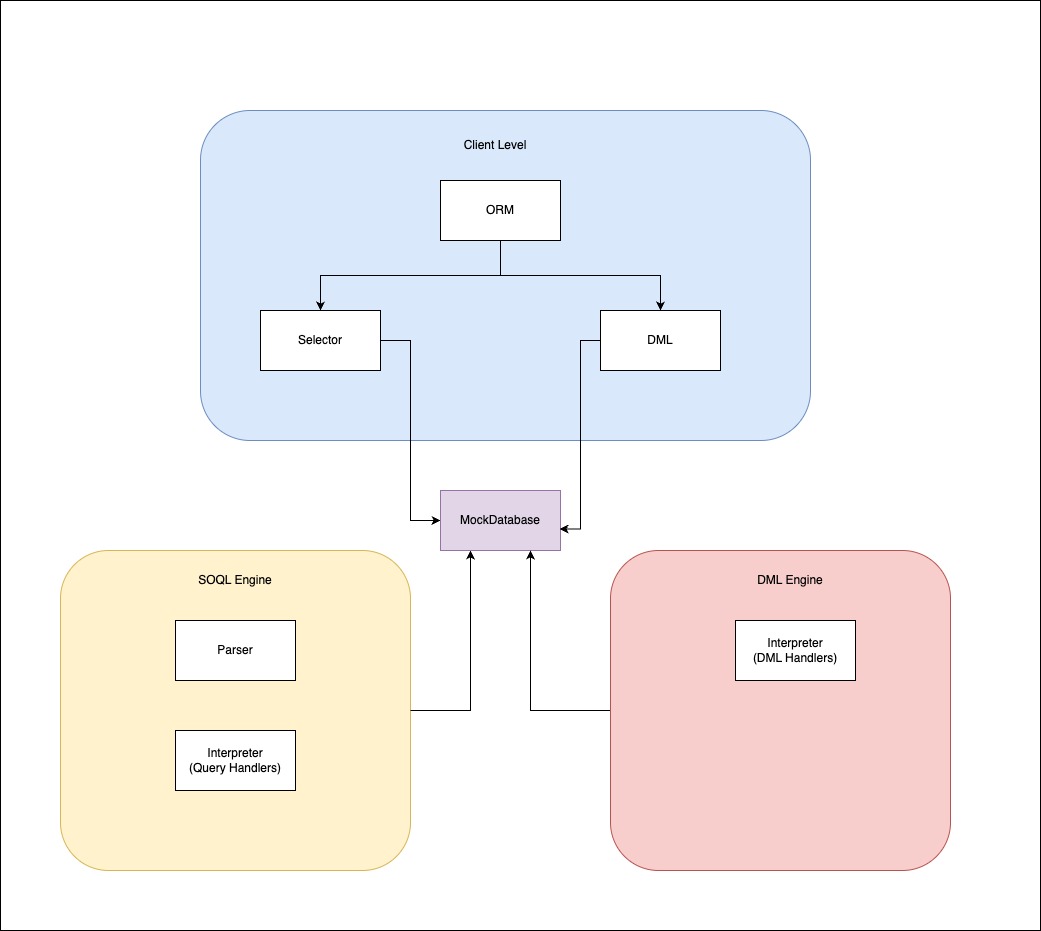 Client Level
ORM
Selector
DML
MockDatabase
SOQL Engine
Parser
Interpreter
(Query Handlers)
DML Engine
Interpreter
(DML Handlers)